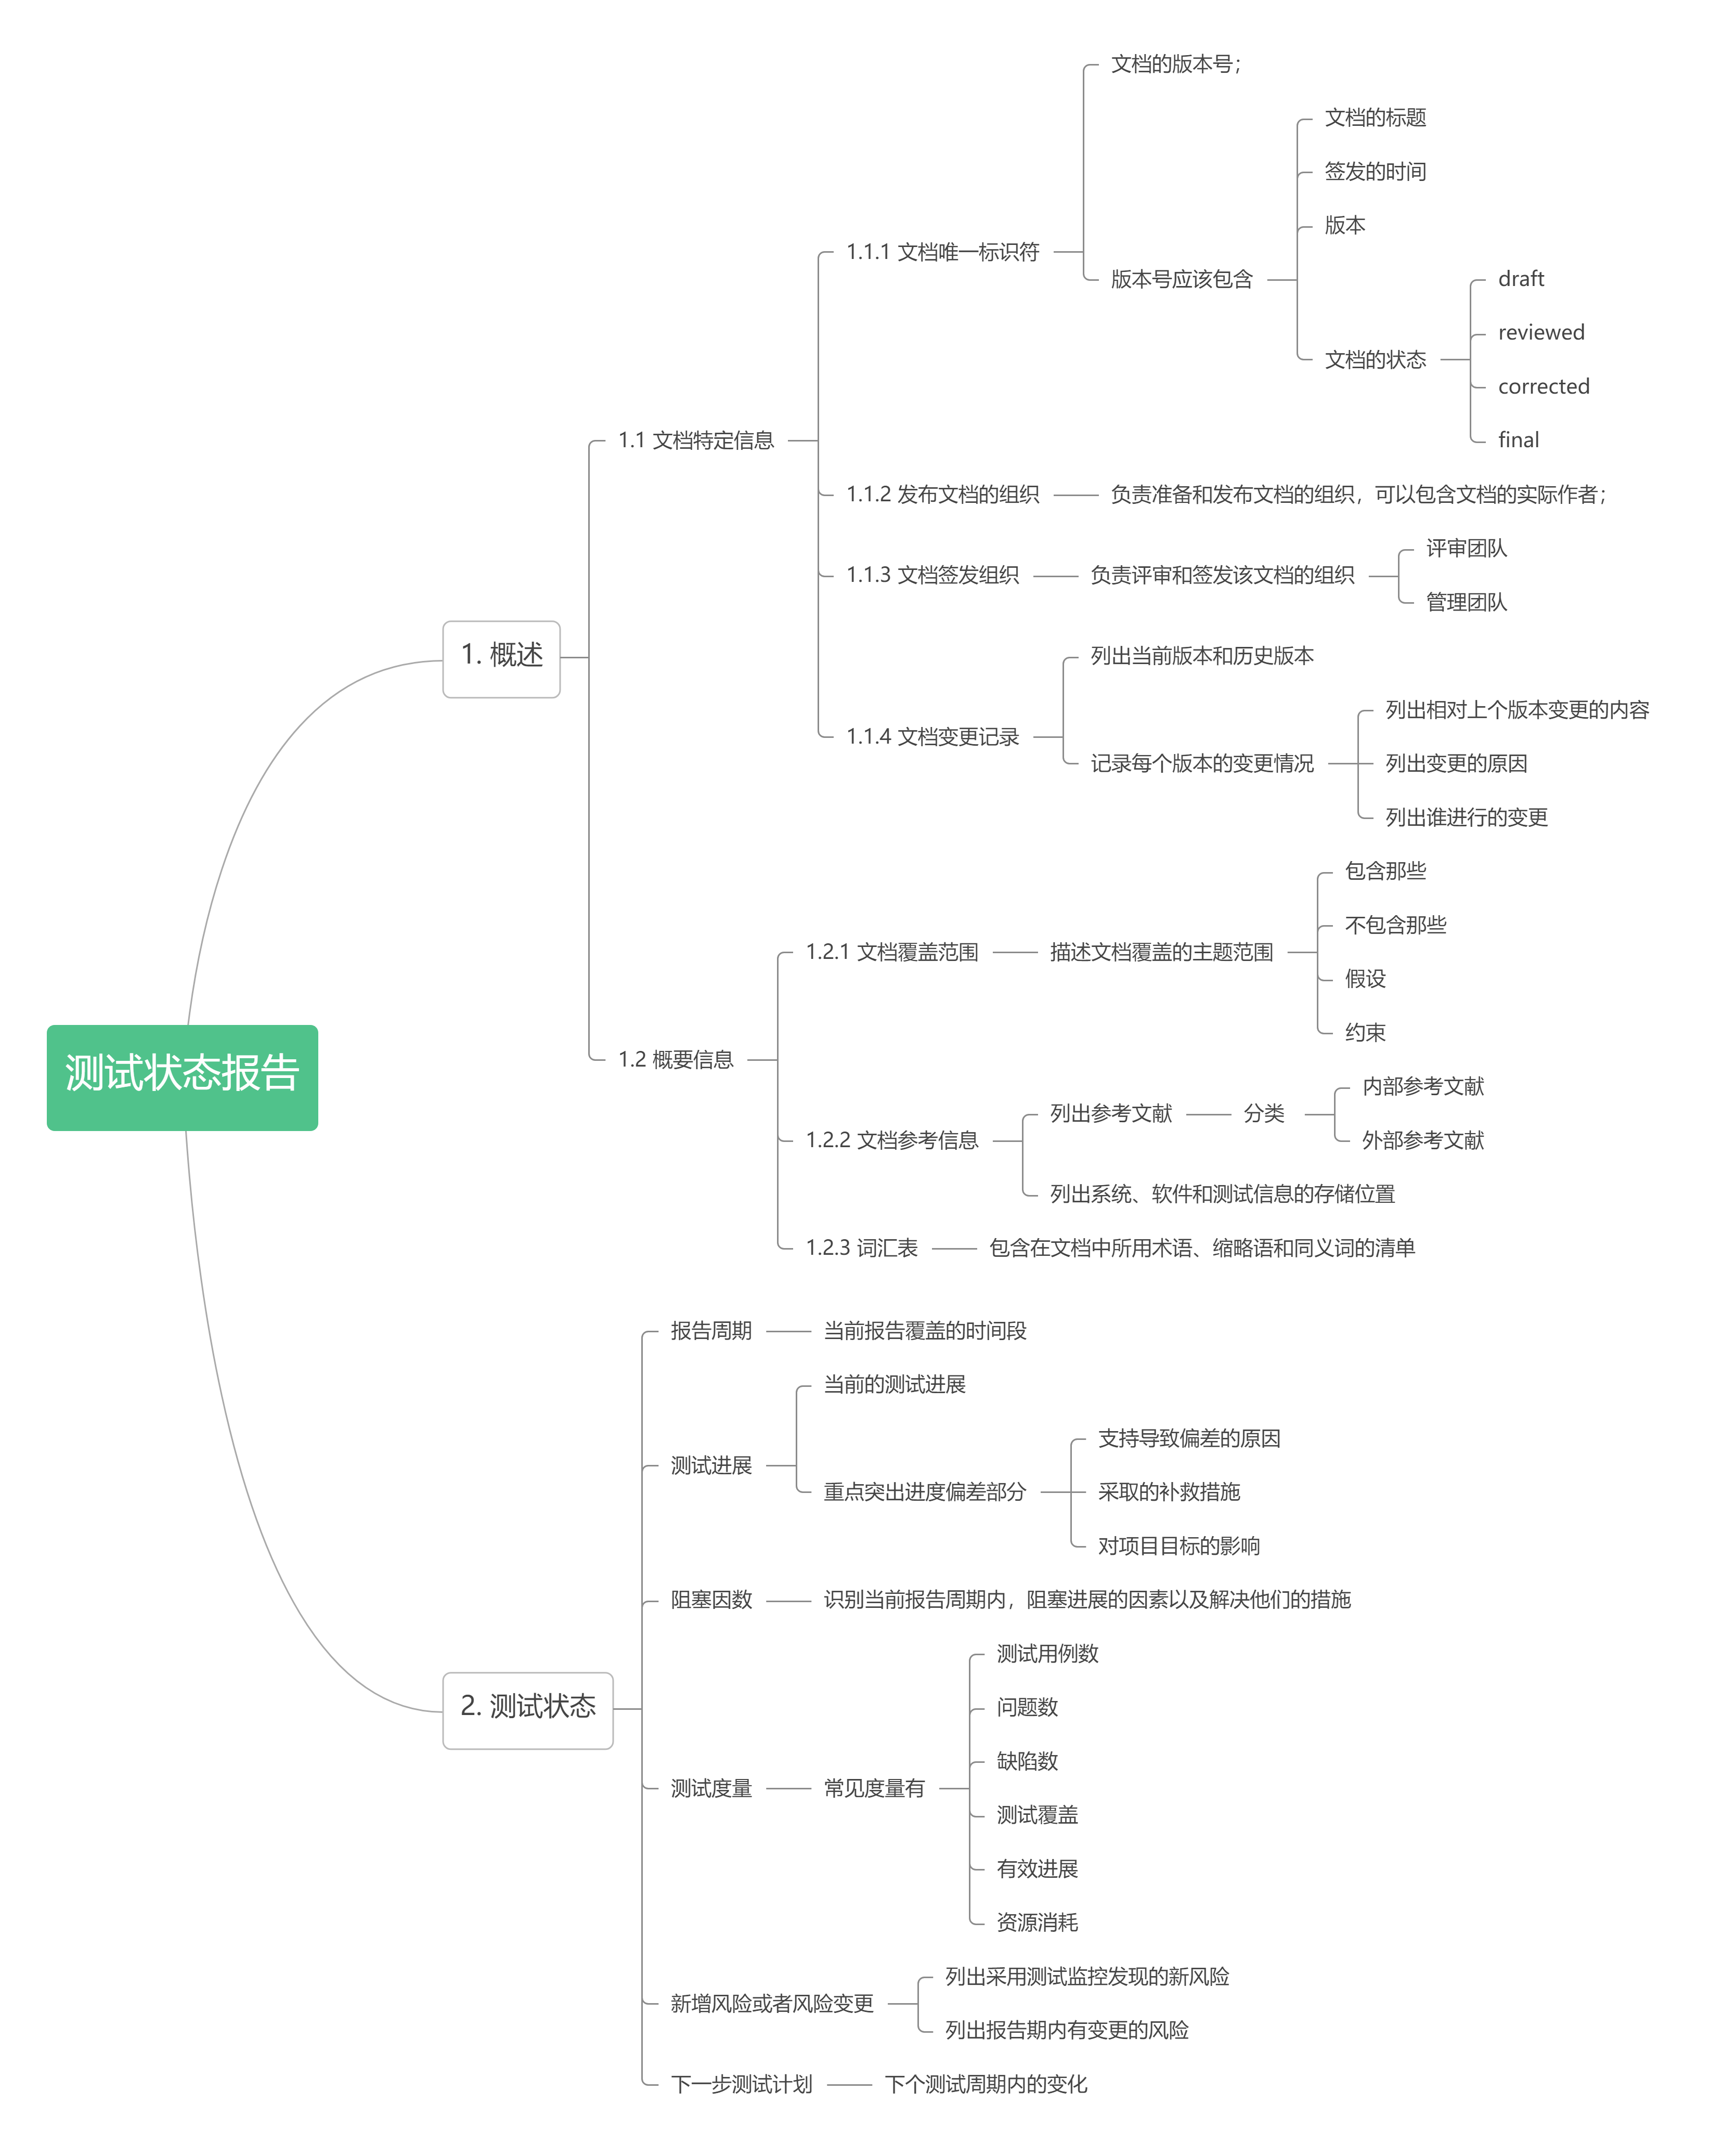 测试状态报告
1. 概述
1.1 文档特定信息
1.1.1 文档唯一标识符
文档的版本号；
版本号应该包含
文档的标题
签发的时间
版本
文档的状态
draft
reviewed
corrected
final
1.1.2 发布文档的组织
负责准备和发布文档的组织，可以包含文档的实际作者；
1.1.3 文档签发组织
负责评审和签发该文档的组织
评审团队
管理团队
1.1.4 文档变更记录
列出当前版本和历史版本
记录每个版本的变更情况
列出相对上个版本变更的内容
列出变更的原因
列出谁进行的变更
1.2 概要信息
1.2.1 文档覆盖范围
描述文档覆盖的主题范围
包含那些
不包含那些
假设
约束
1.2.2 文档参考信息
列出参考文献
分类
内部参考文献
外部参考文献
列出系统、软件和测试信息的存储位置
1.2.3 词汇表
包含在文档中所用术语、缩略语和同义词的清单
2. 测试状态
报告周期
当前报告覆盖的时间段
测试进展
当前的测试进展
重点突出进度偏差部分
支持导致偏差的原因
采取的补救措施
对项目目标的影响
阻塞因数
识别当前报告周期内，阻塞进展的因素以及解决他们的措施
测试度量
常见度量有
测试用例数
问题数
缺陷数
测试覆盖
有效进展
资源消耗
新增风险或者风险变更
列出采用测试监控发现的新风险
列出报告期内有变更的风险
下一步测试计划
下个测试周期内的变化